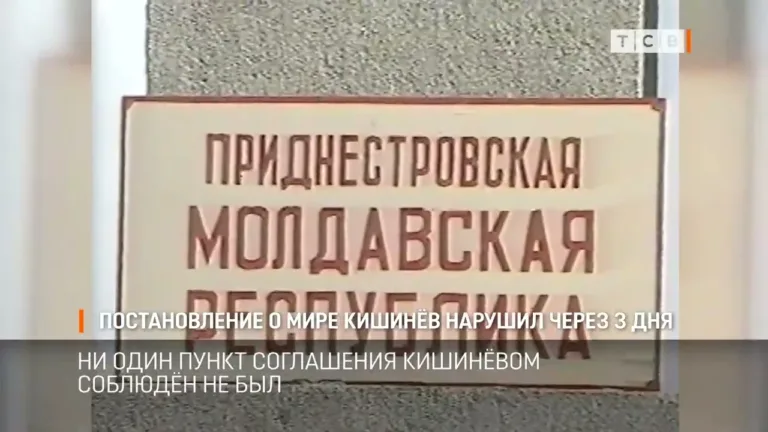 ТСВ
ПРИДНЕСТРОВСКАЯ
МОЛДАВСКАЯ
РЕСПУБЛИКА
ПОСТАНОВЛЕНИЕ О МИРЕ КИШИНЁВ НАРУШИЛ ЧЕРЕЗ 3 ДНЯ
НИ ОДИН ПУНКТ СОГЛАШЕНИЯ КИШИНЁВОМ
СОБЛЮДЁН НЕ БЫЛ